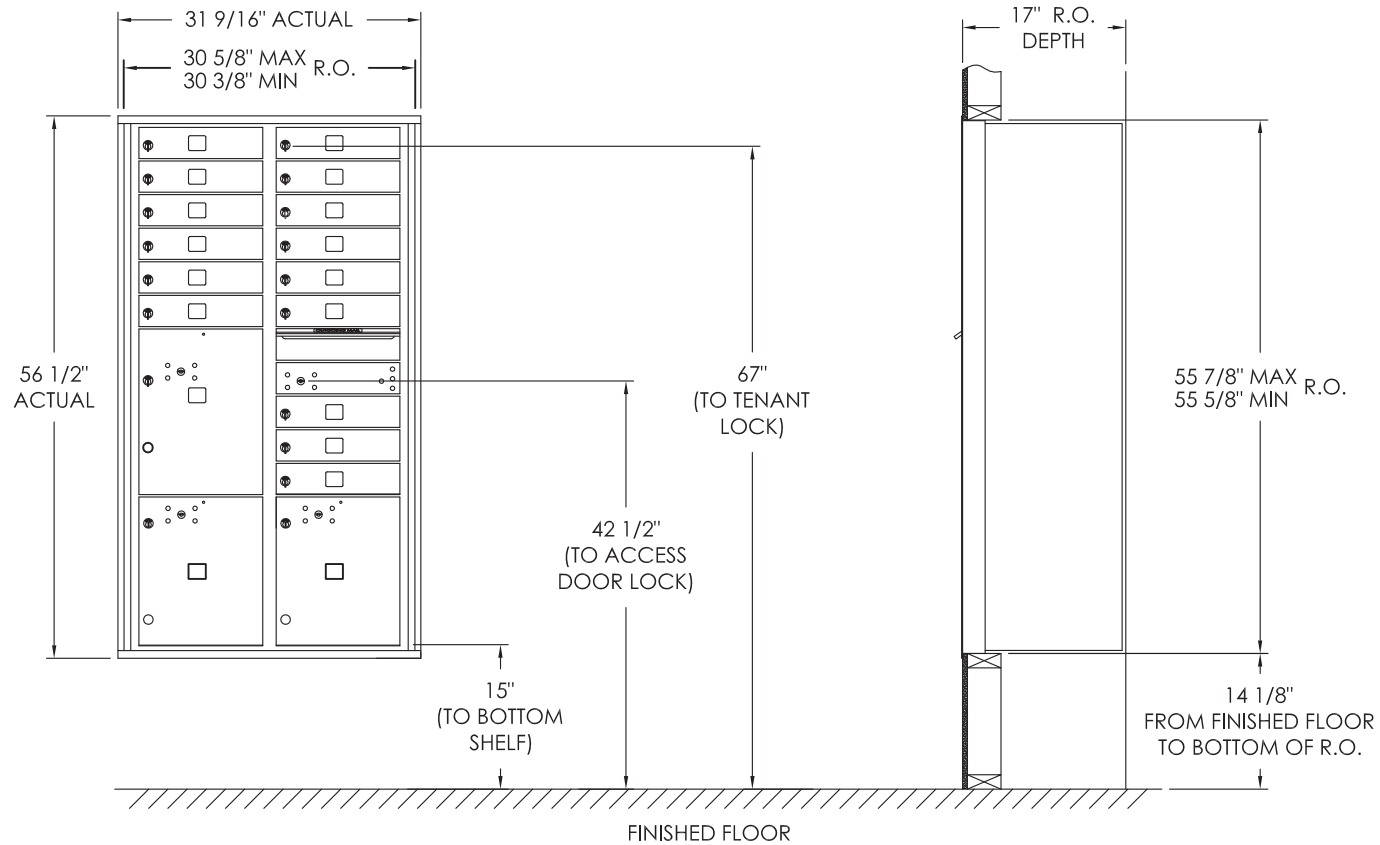 31 9/16" ACTUAL
30 5/8" MAX
30 3/8" MIN
R.O.
17" R.O.
DEPTH
OUTGOING MAIL
56 1/2"
ACTUAL
67"
(TO TENANT
LOCK)
55 7/8" MAX
55 5/8" MIN
R.O.
42 1/2"
(TO ACCESS
DOOR LOCK)
15"
(TO BOTTOM
SHELF)
14 1/8"
FROM FINISHED FLOOR
TO BOTTOM OF R.O.
FINISHED FLOOR